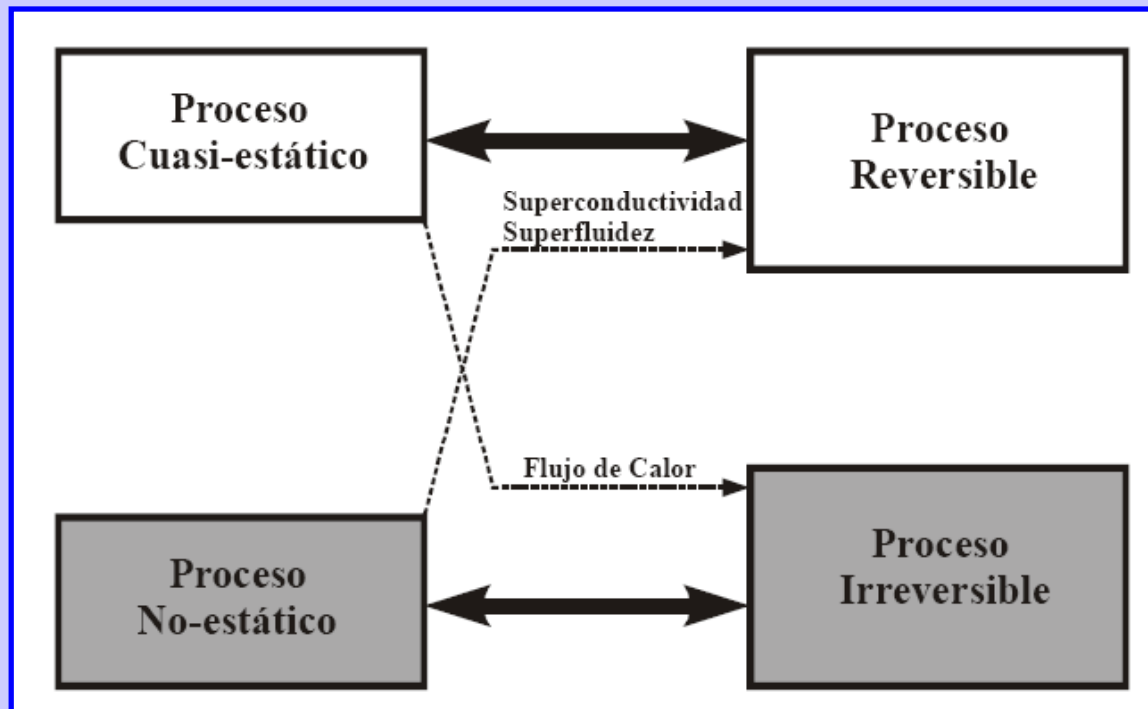 Proceso
Cuasi-estático
Proceso
Reversible
Superconductividad
Superfluidez
Flujo de Calor
Proceso
No-estático
Proceso
Irreversible